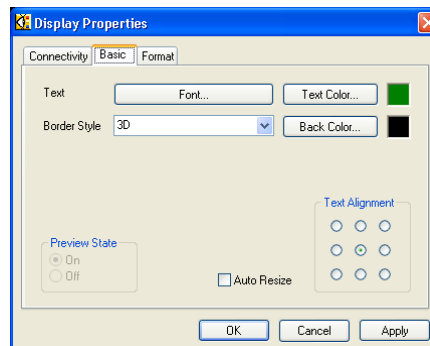 Display Properties
Connectivity Basic Format
Text Font... Text Color...
Border Style 3D Back Color...
Text Alignment
Preview State
On
Off
Auto Resize
OK Cancel Apply